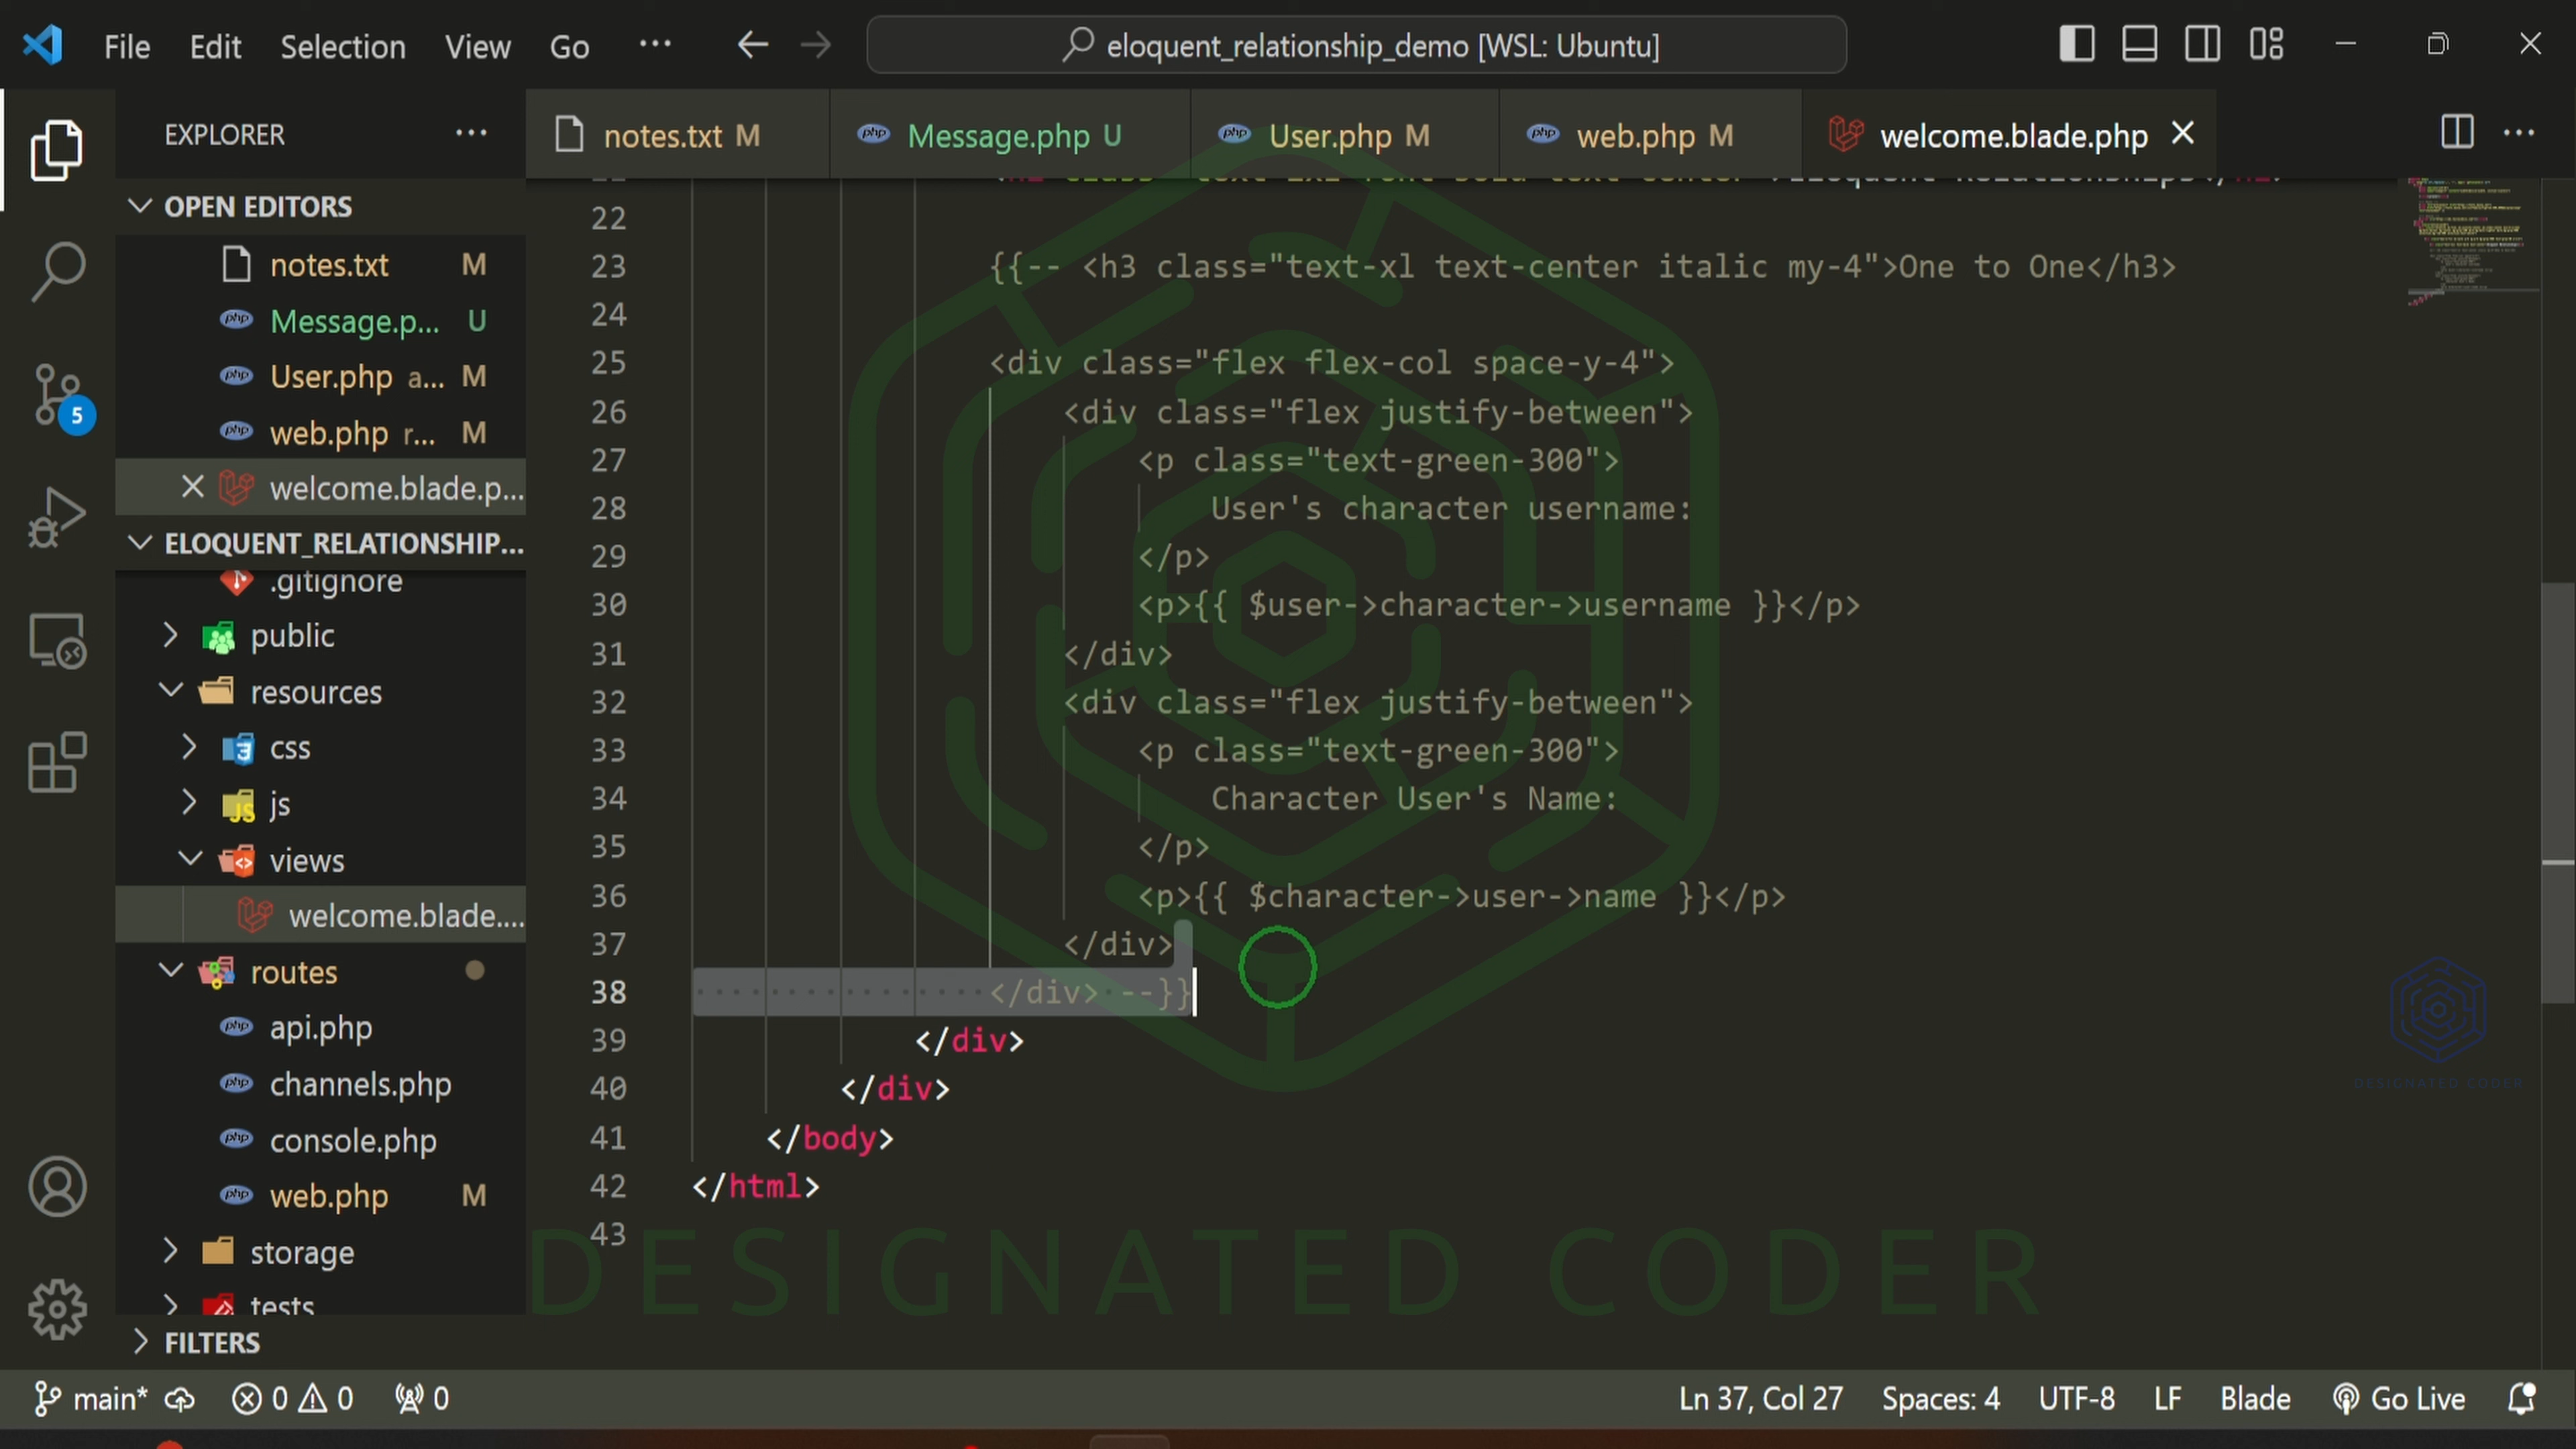 File Edit Selection View Go ··· eloquent_relationship_demo [WSL: Ubuntu]
EXPLORER ···
notes.txt M Message.php U User.php M web.php M welcome.blade.php
OPEN EDITORS
notes.txt M
Message.p... U
User.php a... M
web.php r... M
welcome.blade.p...
ELOQUENT_RELATIONSHIP...
.gitignore
public
resources
css
js
views
welcome.blade....
routes
api.php
channels.php
console.php
web.php M
storage
tests
FILTERS
5
22
23 {{-- <h3 class="text-xl text-center italic my-4">One to One</h3>
24
25 <div class="flex flex-col space-y-4">
26 <div class="flex justify-between">
27 <p class="text-green-300">
28 User's character username:
29 </p>
30 <p>{{ $user->character->username }}</p>
31 </div>
32 <div class="flex justify-between">
33 <p class="text-green-300">
34 Character User's Name:
35 </p>
36 <p>{{ $character->user->name }}</p>
37 </div>
38 </div> --}}
39 </div>
40 </div>
41 </body>
42 </html>
43
DESIGNATED CODER
DESIGNATED CODER
main* 0 0 0 Ln 37, Col 27 Spaces: 4 UTF-8 LF Blade Go Live